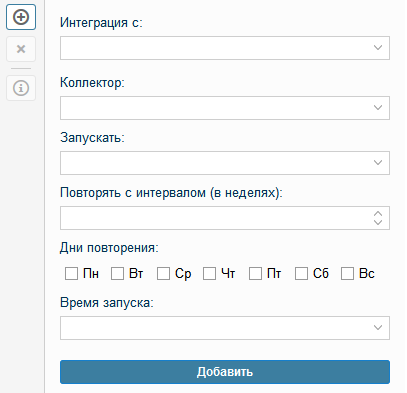 Интеграция с:
Коллектор:
Запускать:
Повторять с интервалом (в неделях):
Дни повторения:
Пн Вт Ср Чт Пт Сб Вс
Время запуска:
Добавить